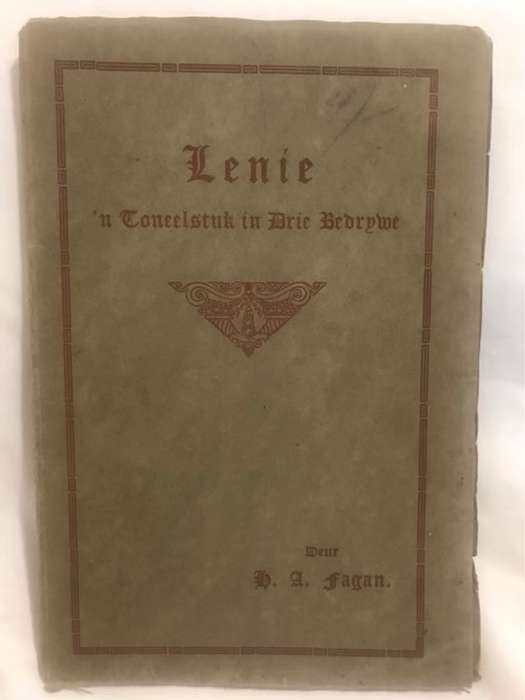 Lenie
'n Toneelstuk in Drie Bedrywe
Deur
H. A. Fagan.